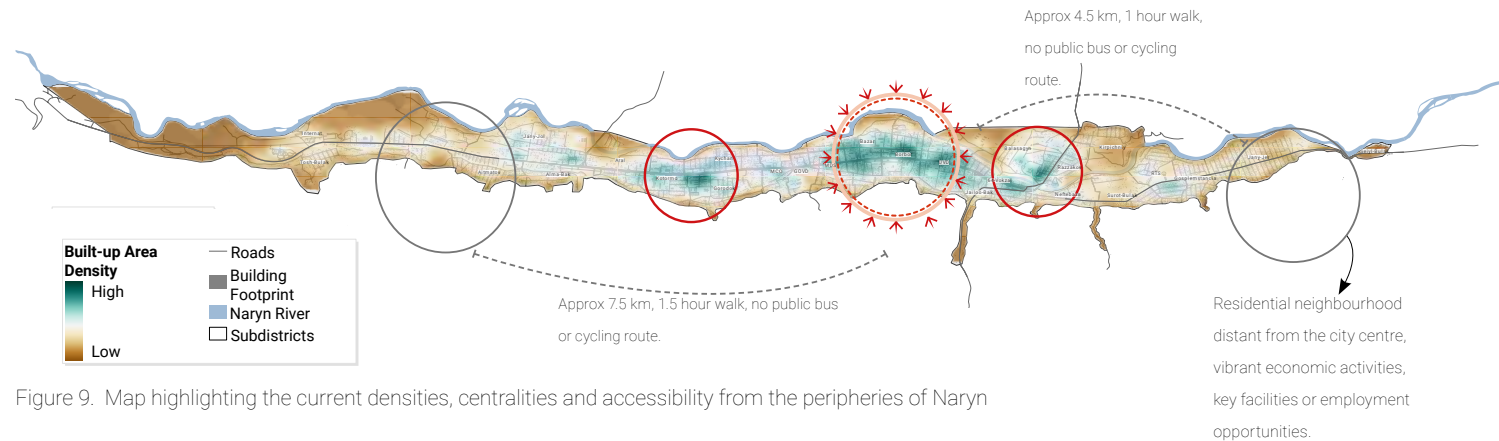 Approx 4.5 km, 1 hour walk,
no public bus or cycling
route.
Built-up Area
Density
High
Low
Roads
Building
Footprint
Naryn River
Subdistricts
Approx 7.5 km, 1.5 hour walk, no public bus
or cycling route.
Residential neighbourhood
distant from the city centre,
vibrant economic activities,
key facilities or employment
opportunities.
Figure 9. Map highlighting the current densities, centralities and accessibility from the peripheries of Naryn